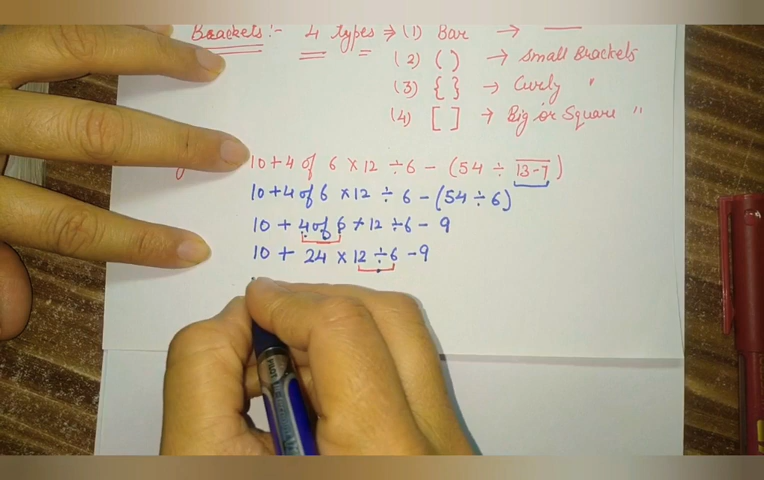 Brackets:- 4 types ⇒ (1) Bar → —
(2) ( ) → Small Brackets
(3) { } → Curly "
(4) [ ] → Big or Square "
10 + 4 of 6 × 12 ÷ 6 - (54 ÷ 13-7)
10 + 4 of 6 × 12 ÷ 6 - (54 ÷ 6)
10 + 4 of 6 × 12 ÷ 6 - 9
10 + 24 × 12 ÷ 6 - 9
PILOT